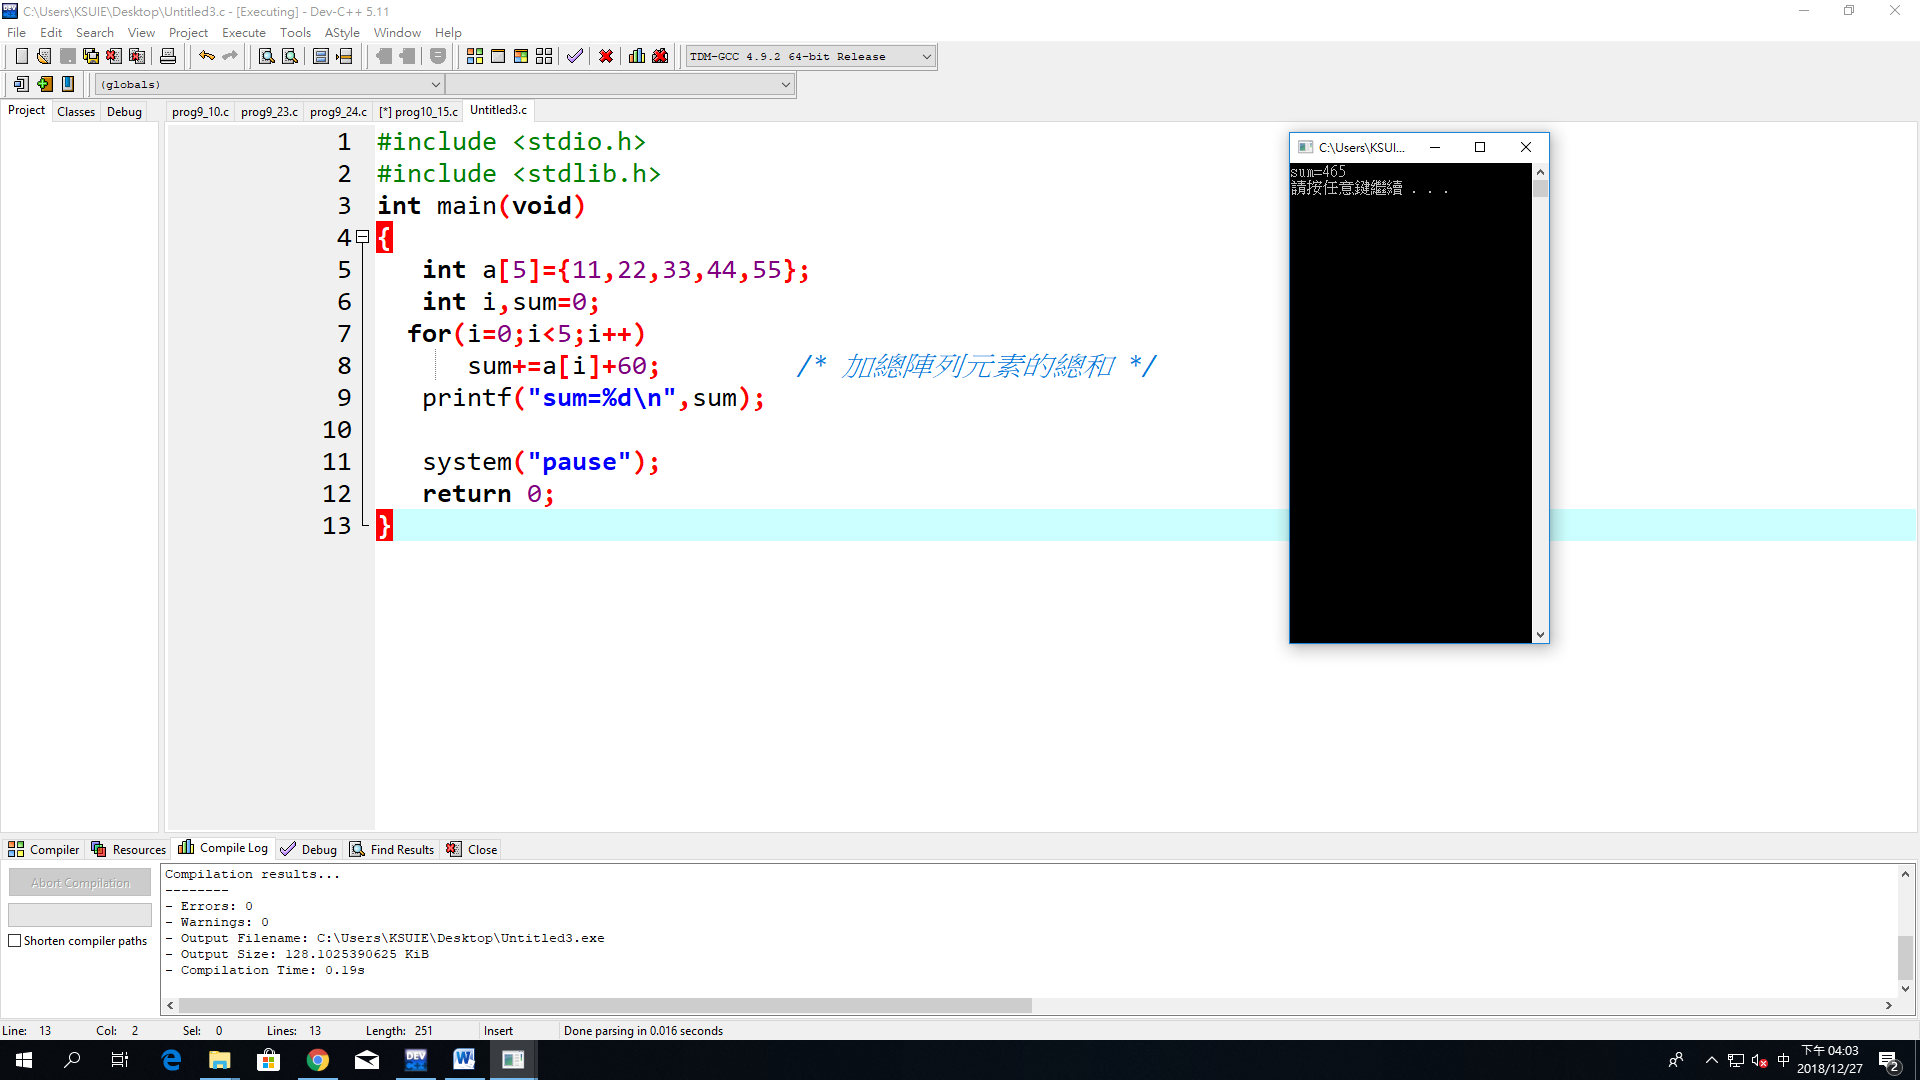 C:\Users\KSUIE\Desktop\Untitled3.c - [Executing] - Dev-C++ 5.11
File Edit Search View Project Execute Tools AStyle Window Help
TDM-GCC 4.9.2 64-bit Release
(globals)
Project Classes Debug
prog9_10.c prog9_23.c prog9_24.c [*] prog10_15.c Untitled3.c
1 #include <stdio.h>
2 #include <stdlib.h>
3 int main(void)
4 {
5 int a[5]={11,22,33,44,55};
6 int i,sum=0;
7 for(i=0;i<5;i++)
8 sum+=a[i]+60; /* 加總陣列元素的總和 */
9 printf("sum=%d\n",sum);
10
11 system("pause");
12 return 0;
13 }
C:\Users\KSUI...
sum=465
請按任意鍵繼續 . . .
Compiler Resources Compile Log Debug Find Results Close
Abort Compilation
Shorten compiler paths
Compilation results...
--------
- Errors: 0
- Warnings: 0
- Output Filename: C:\Users\KSUIE\Desktop\Untitled3.exe
- Output Size: 128.1025390625 KiB
- Compilation Time: 0.19s
Line: 13 Col: 2 Sel: 0 Lines: 13 Length: 251 Insert Done parsing in 0.016 seconds
DEV
中
下午 04:03
2018/12/27
2